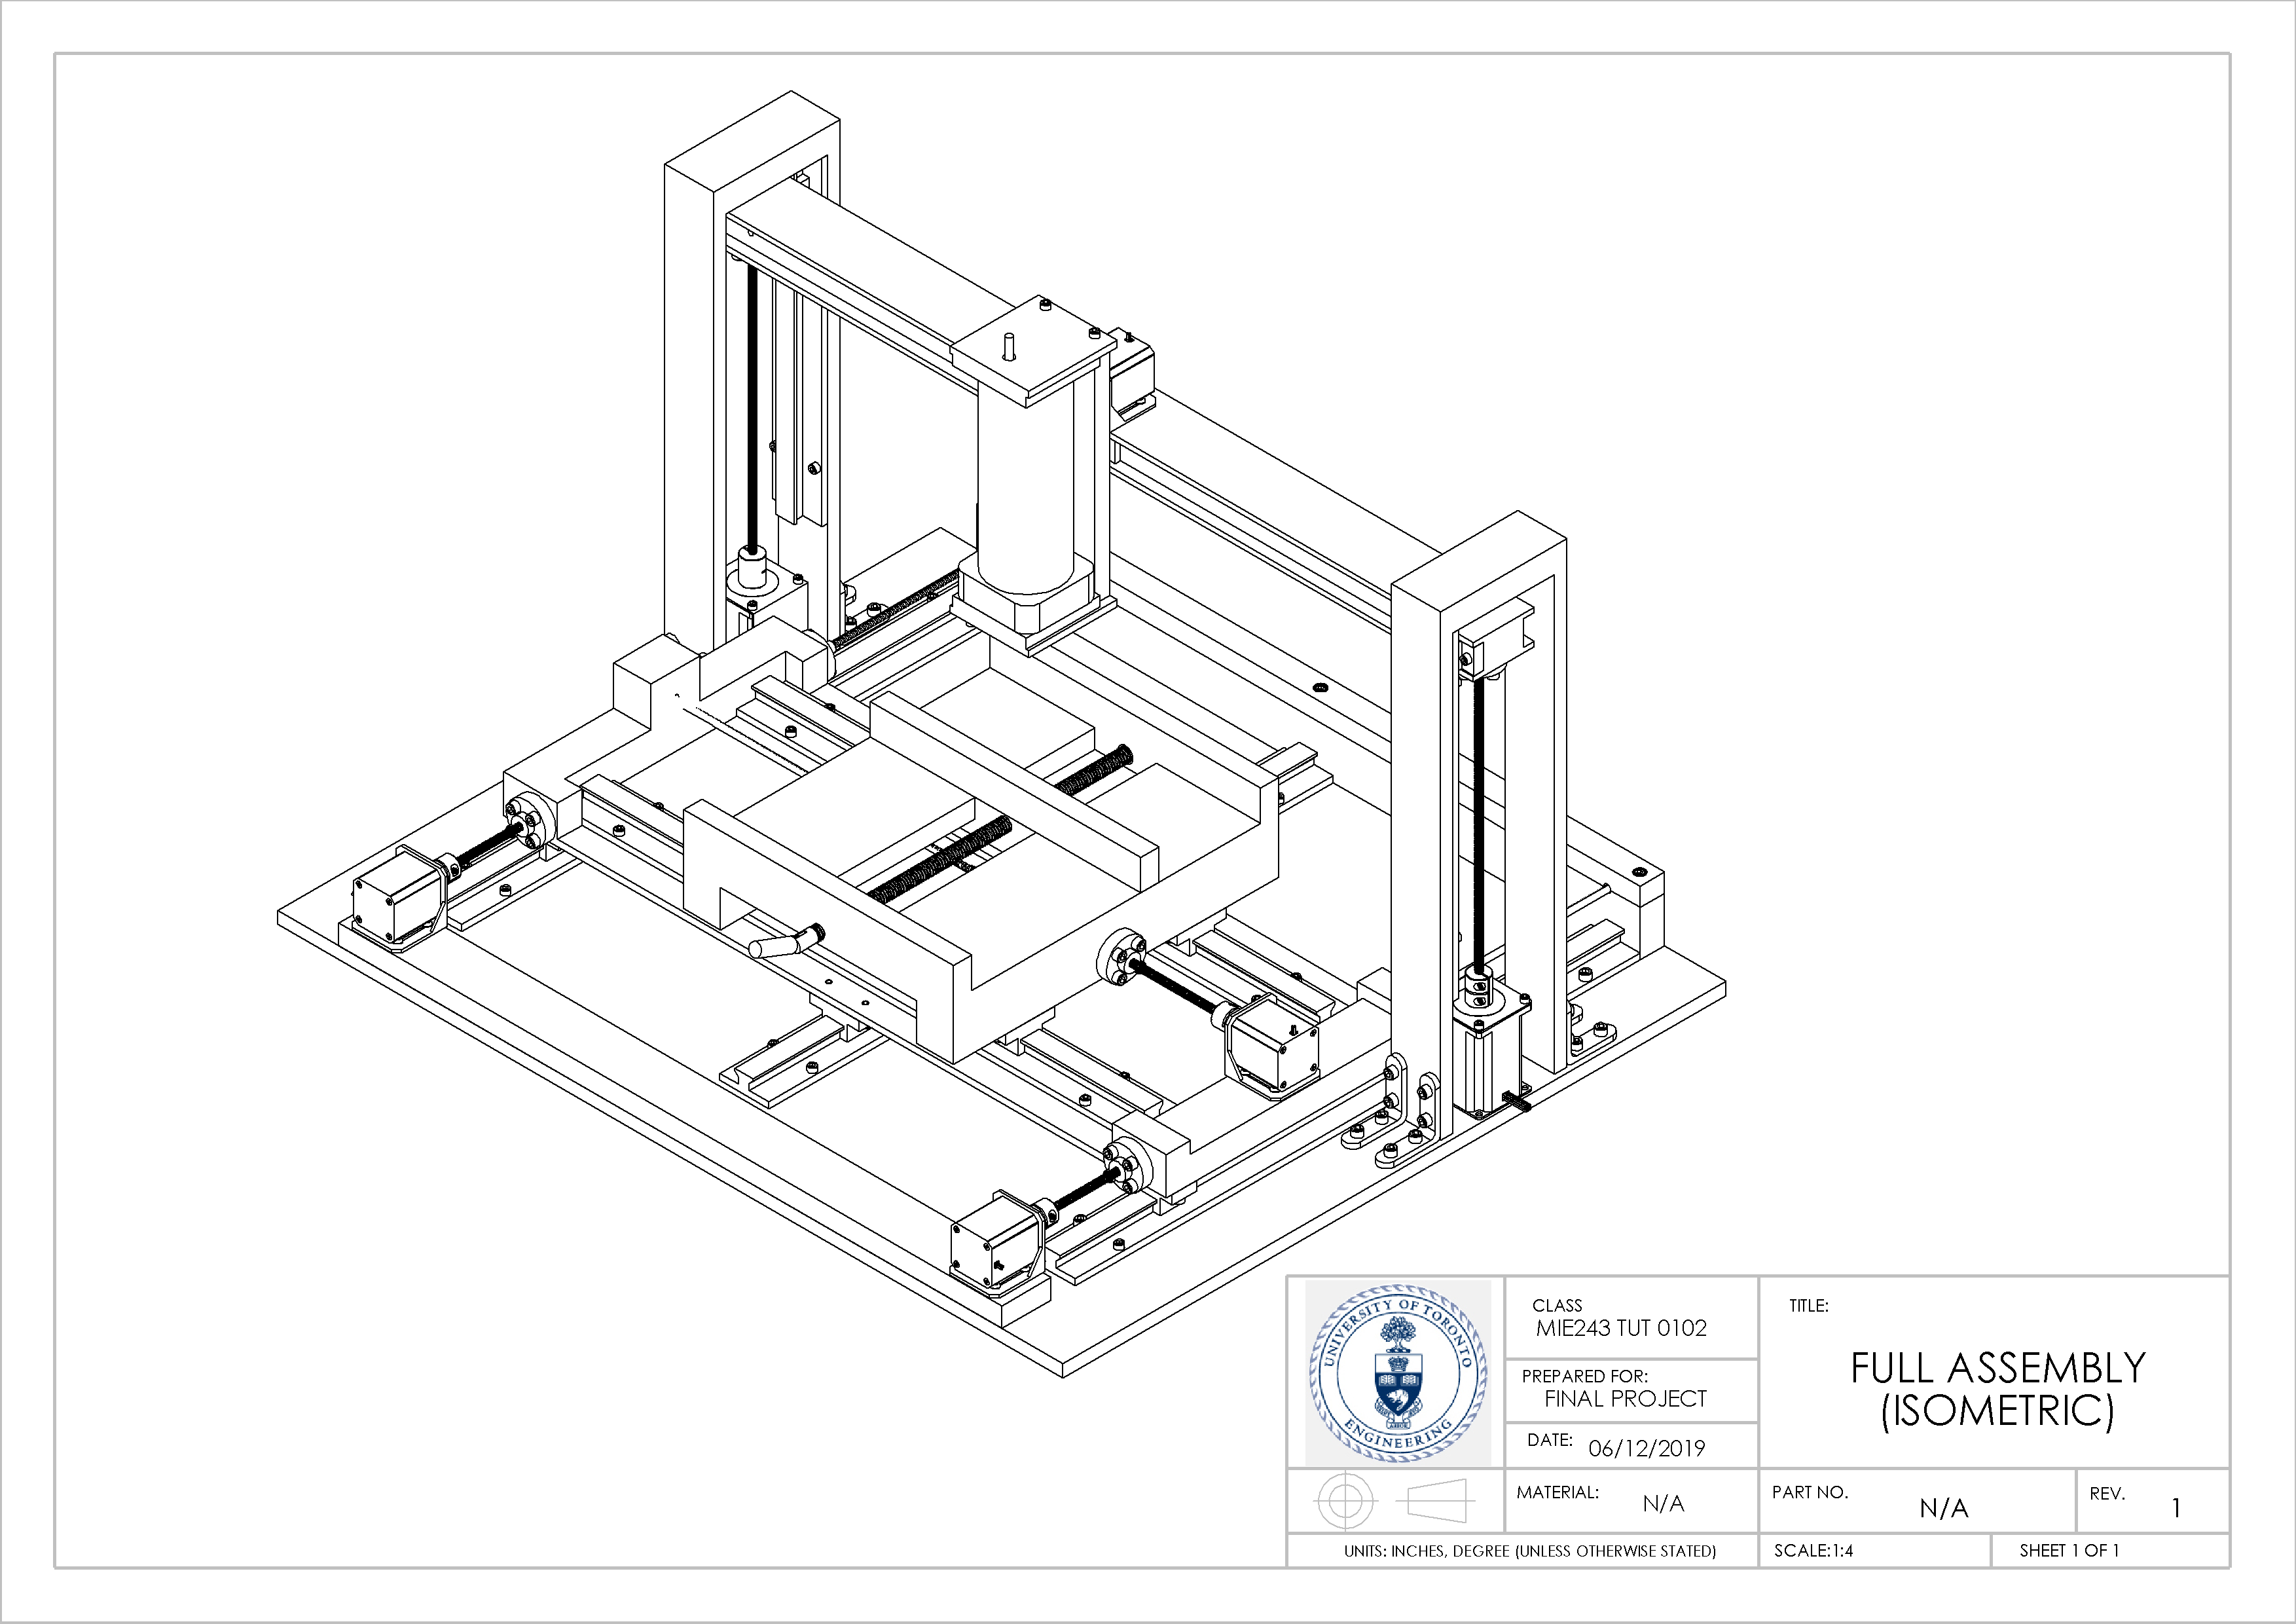 UNIVERSITY OF TORONTO
ENGINEERING
CLASS
MIE243 TUT 0102
PREPARED FOR:
FINAL PROJECT
DATE: 06/12/2019
TITLE:
FULL ASSEMBLY
(ISOMETRIC)
MATERIAL: N/A
PART NO. N/A
REV. 1
UNITS: INCHES, DEGREE (UNLESS OTHERWISE STATED)
SCALE:1:4
SHEET 1 OF 1